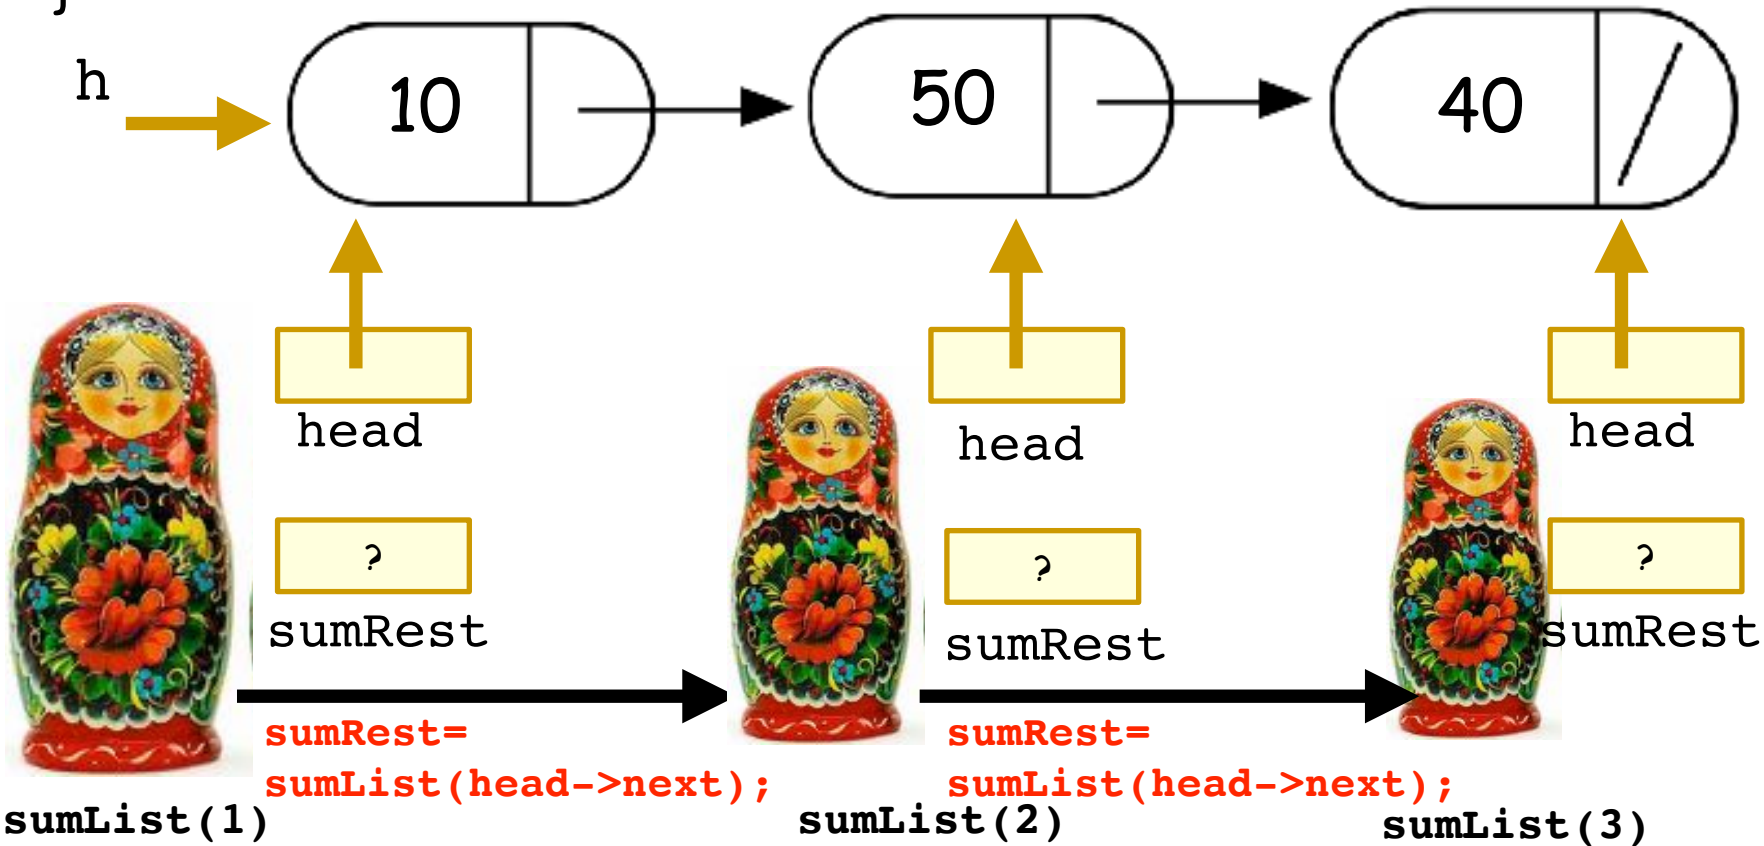 }
h
10
50
40
head
head
head
?
?
?
sumRest
sumRest
sumRest
sumRest=
sumList(head->next);
sumRest=
sumList(head->next);
sumList(1)
sumList(2)
sumList(3)